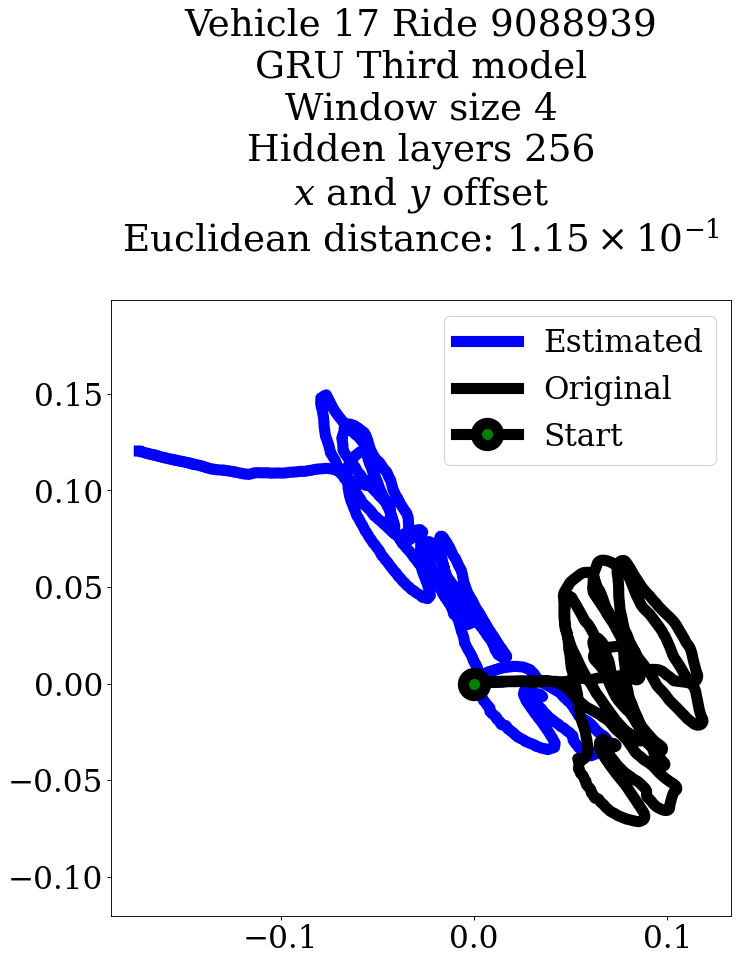 Vehicle 17 Ride 9088939
GRU Third model
Window size 4
Hidden layers 256
x and y offset
Euclidean distance: 1.15 × 10⁻¹
Estimated
Original
Start
0.15
0.10
0.05
0.00
−0.05
−0.10
−0.1
0.0
0.1